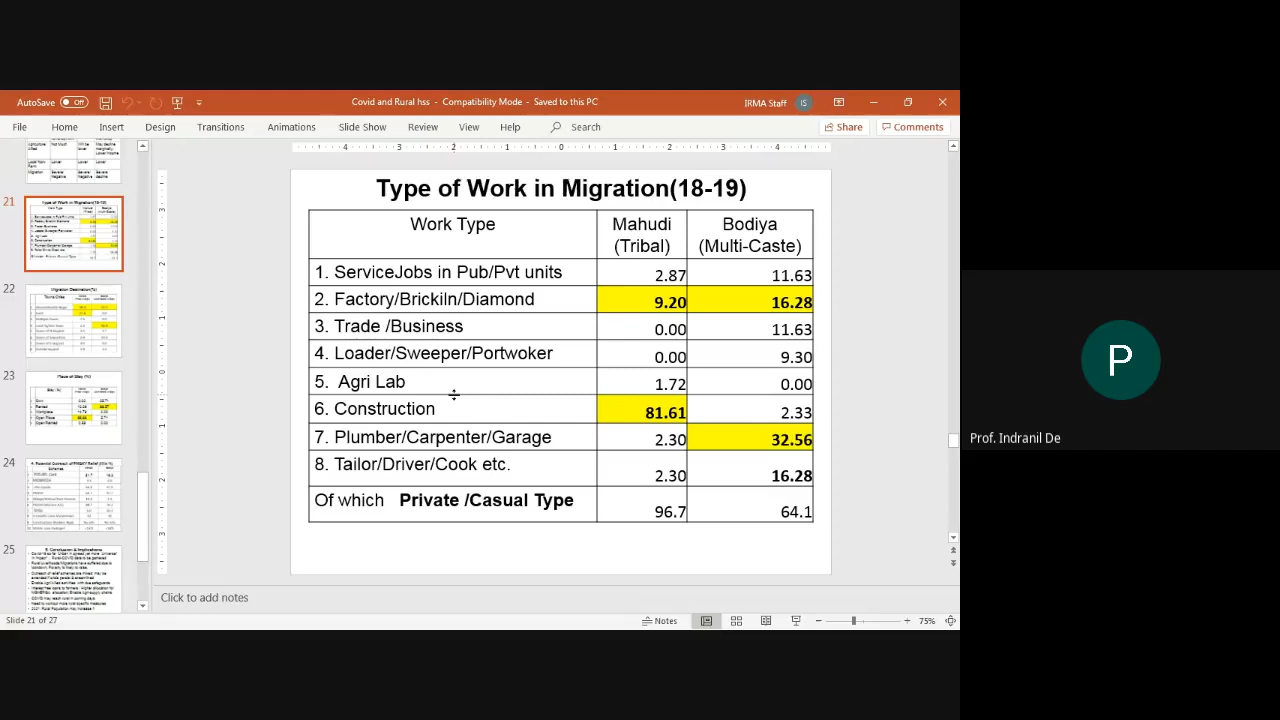 AutoSave Off
Covid and Rural hss - Compatibility Mode - Saved to this PC
IRMA Staff IS
File Home Insert Design Transitions Animations Slide Show Review View Help Search Share Comments
21
22
23
24
25
Type of Work in Migration(18-19)
Work Type Mahudi (Tribal) Bodiya (Multi-Caste)
1. ServiceJobs in Pub/Pvt units 2.87 11.63
2. Factory/Brickiln/Diamond 9.20 16.28
3. Trade /Business 0.00 11.63
4. Loader/Sweeper/Portwoker 0.00 9.30
5. Agri Lab 1.72 0.00
6. Construction 81.61 2.33
7. Plumber/Carpenter/Garage 2.30 32.56
8. Tailor/Driver/Cook etc 2.30 16.28
Of which Private /Casual Type 96.7 64.1
Click to add notes
Slide 21 of 27
Notes
75%
P
Prof. Indranil De